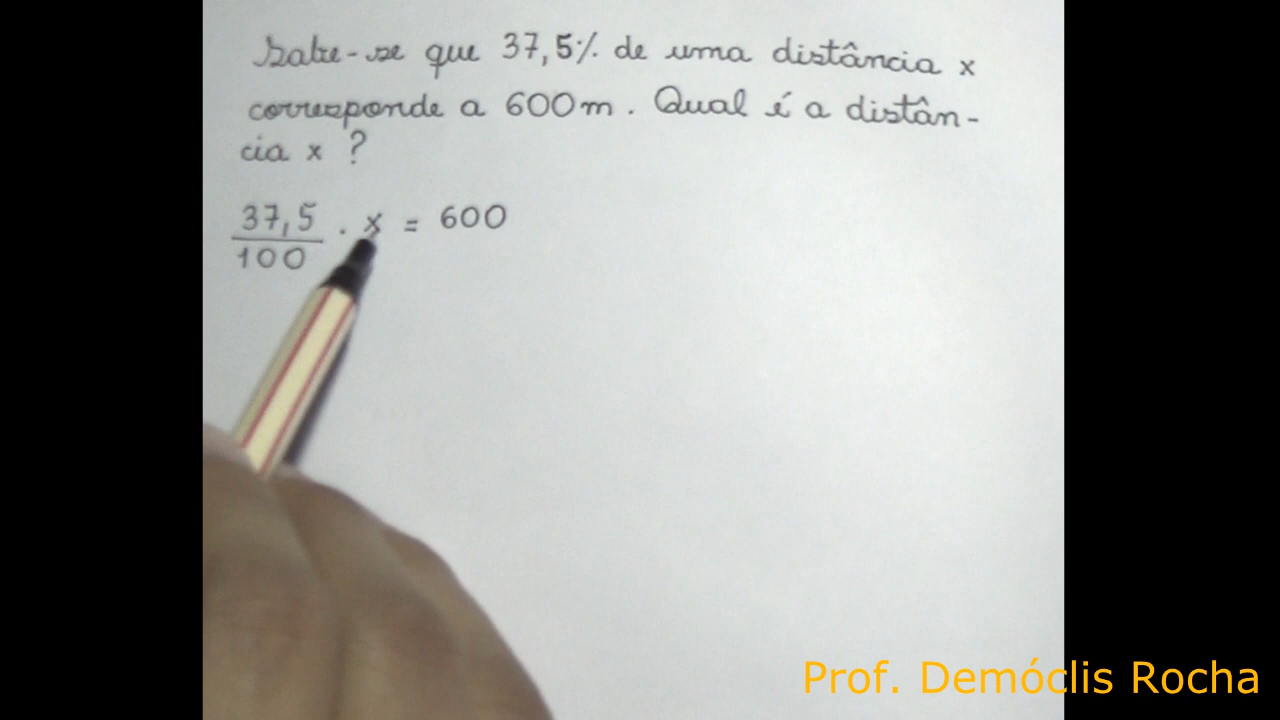 Sabe-se que 37,5% de uma distância x
corresponde a 600m. Qual é a distân-
cia x ?
37,5
100
. x = 600
Prof. Demóclis Rocha